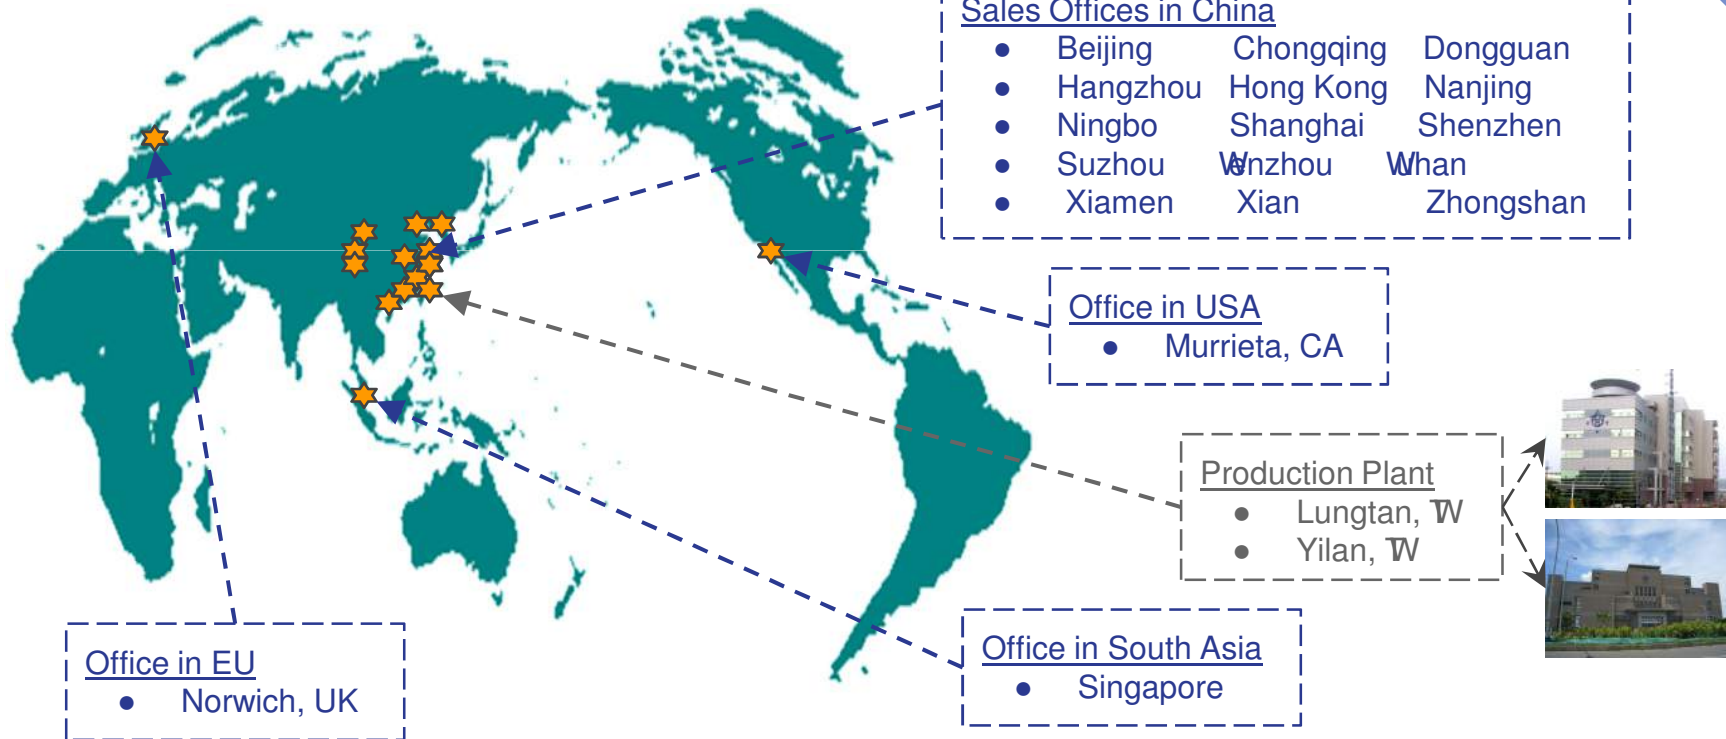 Sales Offices in China
● Beijing Chongqing Dongguan
● Hangzhou Hong Kong Nanjing
● Ningbo Shanghai Shenzhen
● Suzhou Wenzhou Wuhan
● Xiamen Xian Zhongshan
Office in USA
● Murrieta, CA
Production Plant
● Lungtan, TW
● Yilan, TW
Office in EU
● Norwich, UK
Office in South Asia
● Singapore